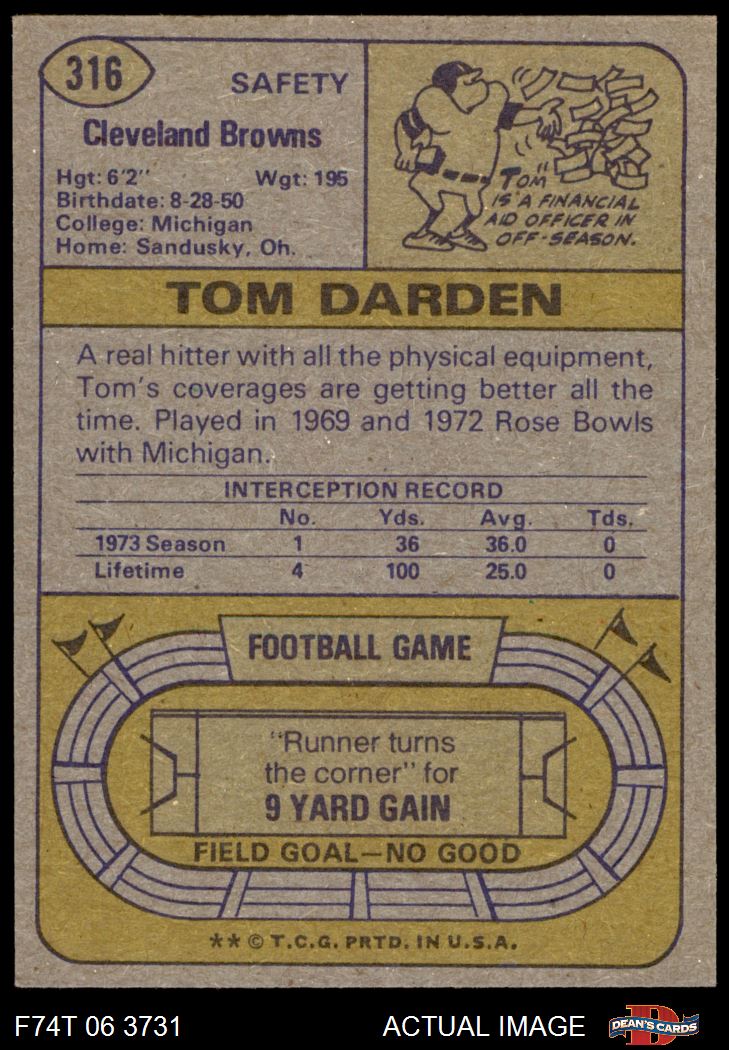 316
SAFETY
Cleveland Browns
Hgt: 6'2" Wgt: 195
Birthdate: 8-28-50
College: Michigan
Home: Sandusky, Oh.
TOM
IS A FINANCIAL
AID OFFICER IN
OFF-SEASON.
TOM DARDEN
A real hitter with all the physical equipment,
Tom's coverages are getting better all the
time. Played in 1969 and 1972 Rose Bowls
with Michigan.
INTERCEPTION RECORD
No. Yds. Avg. Tds.
1973 Season 1 36 36.0 0
Lifetime 4 100 25.0 0
FOOTBALL GAME
"Runner turns
the corner" for
9 YARD GAIN
FIELD GOAL—NO GOOD
** © T.C.G. PRTD. IN U.S.A.
F74T 06 3731 ACTUAL IMAGE D DEAN'S CARDS